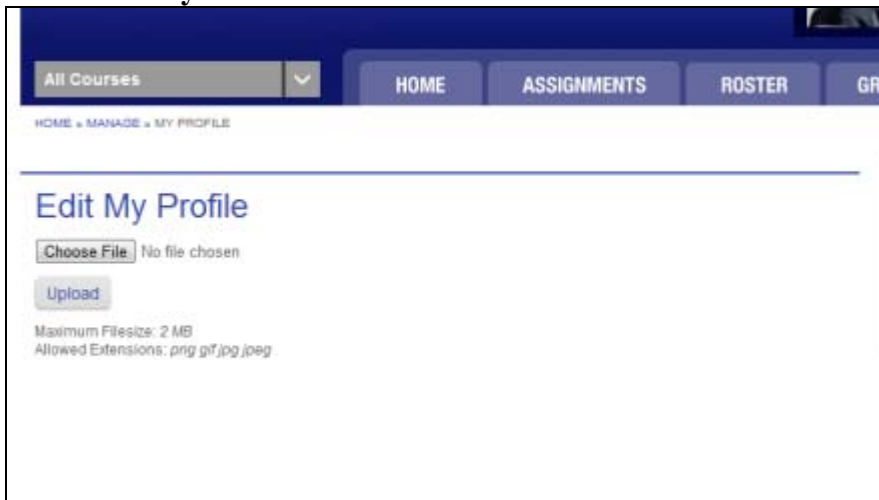 All Courses HOME ASSIGNMENTS ROSTER GR
HOME » MANAGE » MY PROFILE
Edit My Profile
Choose File No file chosen
Upload
Maximum Filesize: 2 MB
Allowed Extensions: png gif jpg jpeg